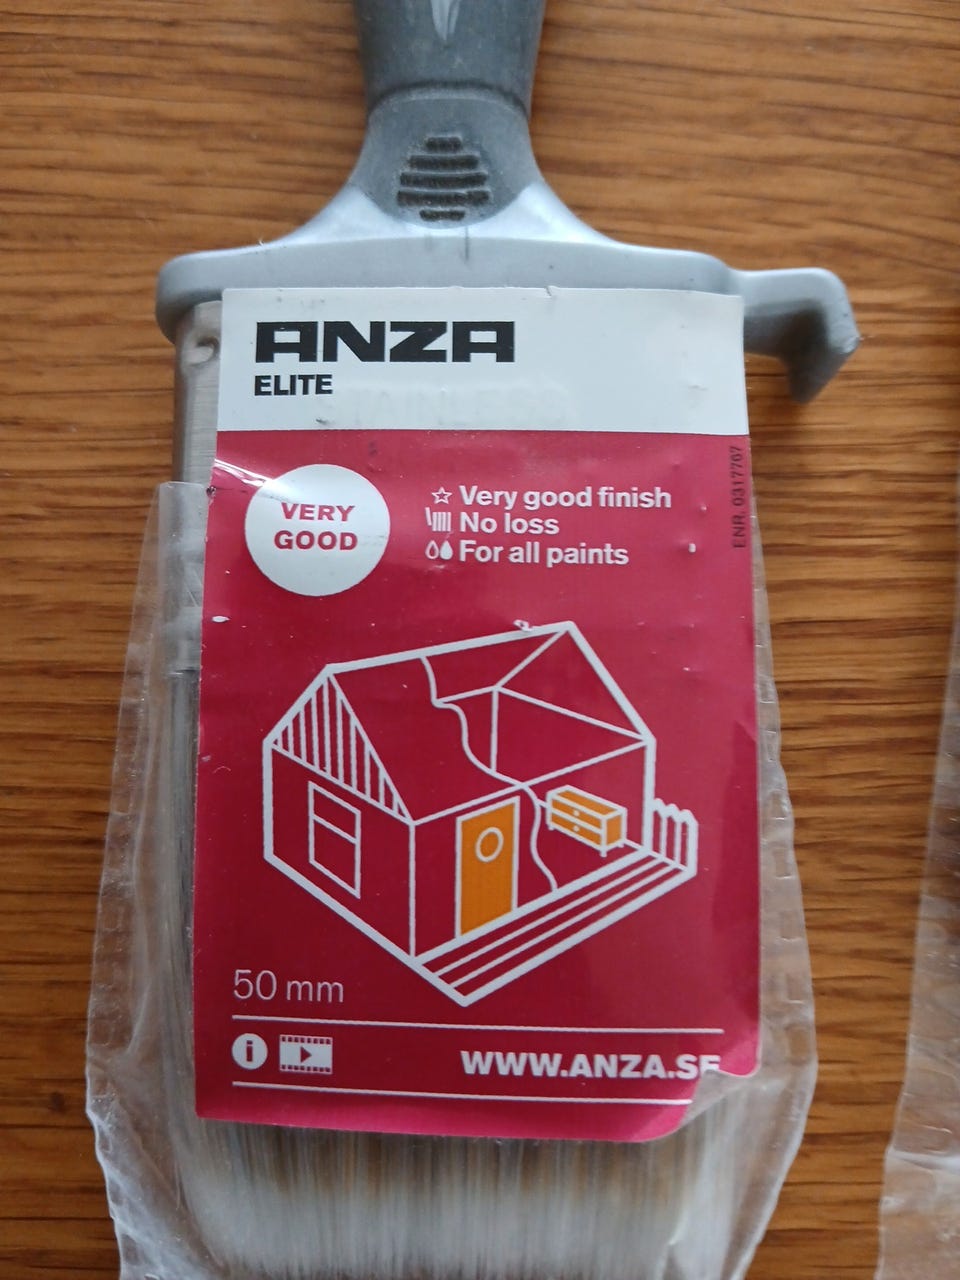 ANZA
ELITE
STAINLESS
VERY
GOOD
Very good finish
No loss
For all paints
ENR. 0317767
50 mm
i
WWW.ANZA.SE